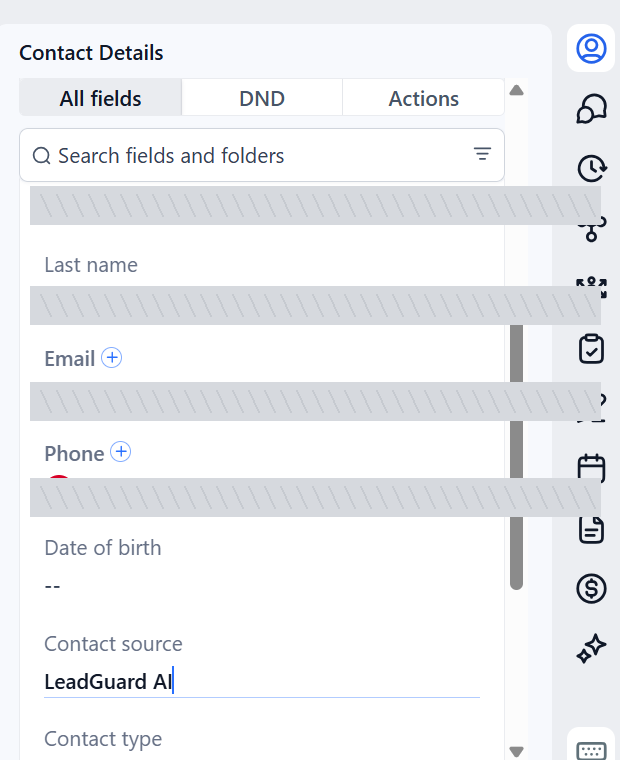 Contact Details
All fields
DND
Actions
Search fields and folders
Last name
Email
Phone
Date of birth
--
Contact source
LeadGuard AI
Contact type